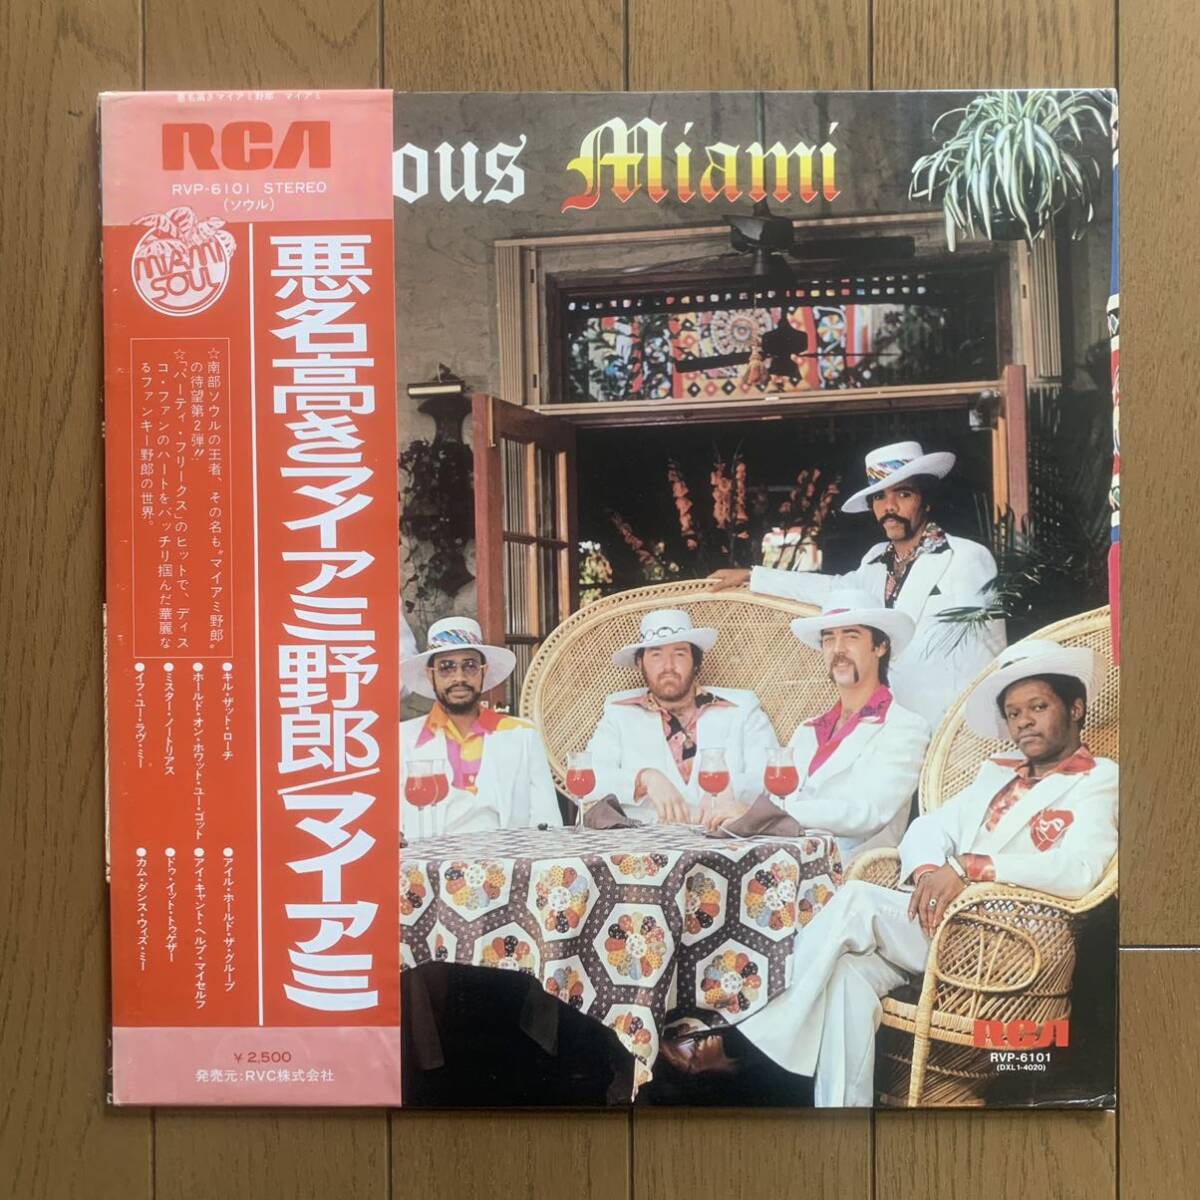 悪名高きマイアミ野郎 マイアミ
RCA
RVP-6101 STEREO
(ソウル)
MIAMI
SOUL
悪名高きマイアミ野郎/マイアミ
☆南部ソウルの王者、その名も〝マイアミ野郎〟
の待望第2弾!!
☆「パーティ・フリークス」のヒットで、ディス
コ・ファンのハートをバッチリ掴んだ華麗な
るファンキー野郎の世界。
●キル・ザット・ローチ
●ホールド・オン・ホワット・ユー・ゴット
●ミスター・ノートリアス
●イフ・ユー・ラヴ・ミー
●アイル・ホールド・ザ・グループ
●アイ・キャント・ヘルプ・マイセルフ
●ドゥ・イット・トゥゲザー
●カム・ダンス・ウィズ・ミー
¥2,500
発売元:RVC株式会社
ous Miami
RCA
RVP-6101
(DXL1-4020)